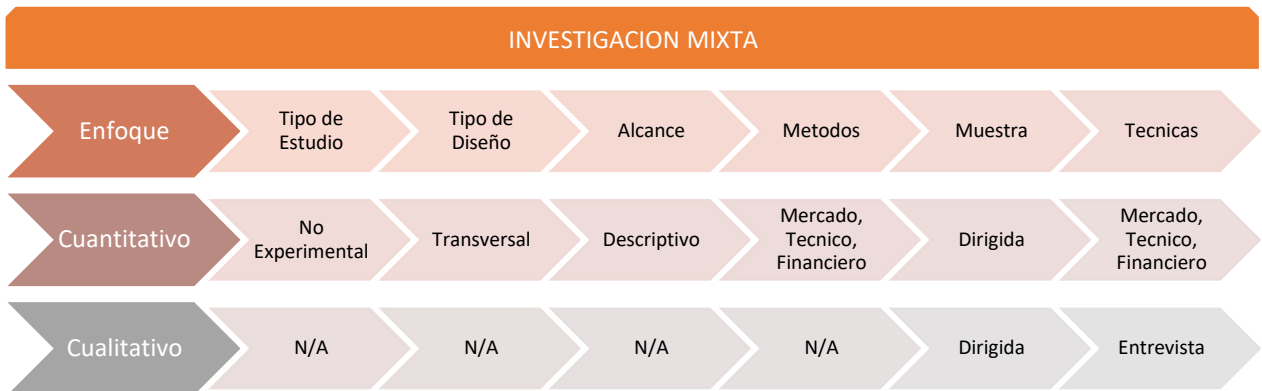 INVESTIGACION MIXTA
Enfoque
Tipo de
Estudio
Tipo de
Diseño
Alcance
Metodos
Muestra
Tecnicas
Cuantitativo
No
Experimental
Transversal
Descriptivo
Mercado,
Tecnico,
Financiero
Dirigida
Mercado,
Tecnico,
Financiero
Cualitativo
N/A
N/A
N/A
N/A
Dirigida
Entrevista